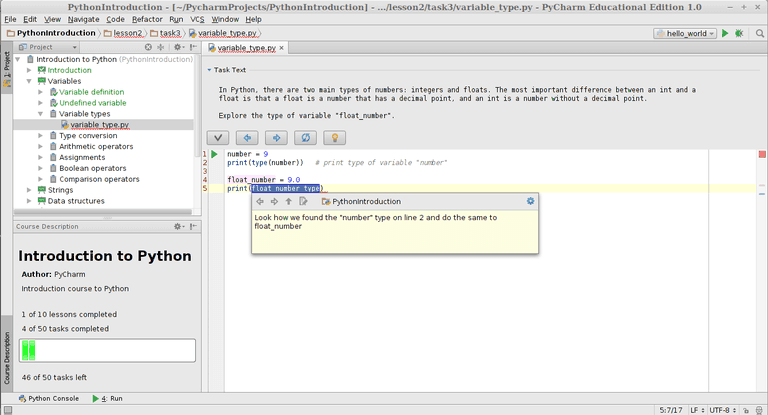 PythonIntroduction - [~/PycharmProjects/PythonIntroduction] - .../lesson2/task3/variable_type.py - PyCharm Educational Edition 1.0
File Edit View Navigate Code Refactor Run VCS Window Help
PythonIntroduction lesson2 task3 variable_type.py hello_world
1: Project
Project
Introduction to Python (PythonIntroduction)
Introduction
Variables
Variable definition
Undefined variable
Variable types
variable_type.py
Type conversion
Arithmetic operators
Assignments
Boolean operators
Comparison operators
Strings
Data structures
Course Description
Introduction to Python
Author: PyCharm
Introduction course to Python
1 of 10 lessons completed
4 of 50 tasks completed
46 of 50 tasks left
Course Description
variable_type.py
Task Text
In Python, there are two main types of numbers: integers and floats. The most important difference between an int and a
float is that a float is a number that has a decimal point, and an int is a number without a decimal point.
Explore the type of variable "float_number".
1 number = 9
2 print(type(number)) # print type of variable "number"
3
4 float_number = 9.0
5 print(float number type)
PythonIntroduction
Look how we found the "number" type on line 2 and do the same to
float_number
Python Console 4: Run
5:7/17 LF UTF-8